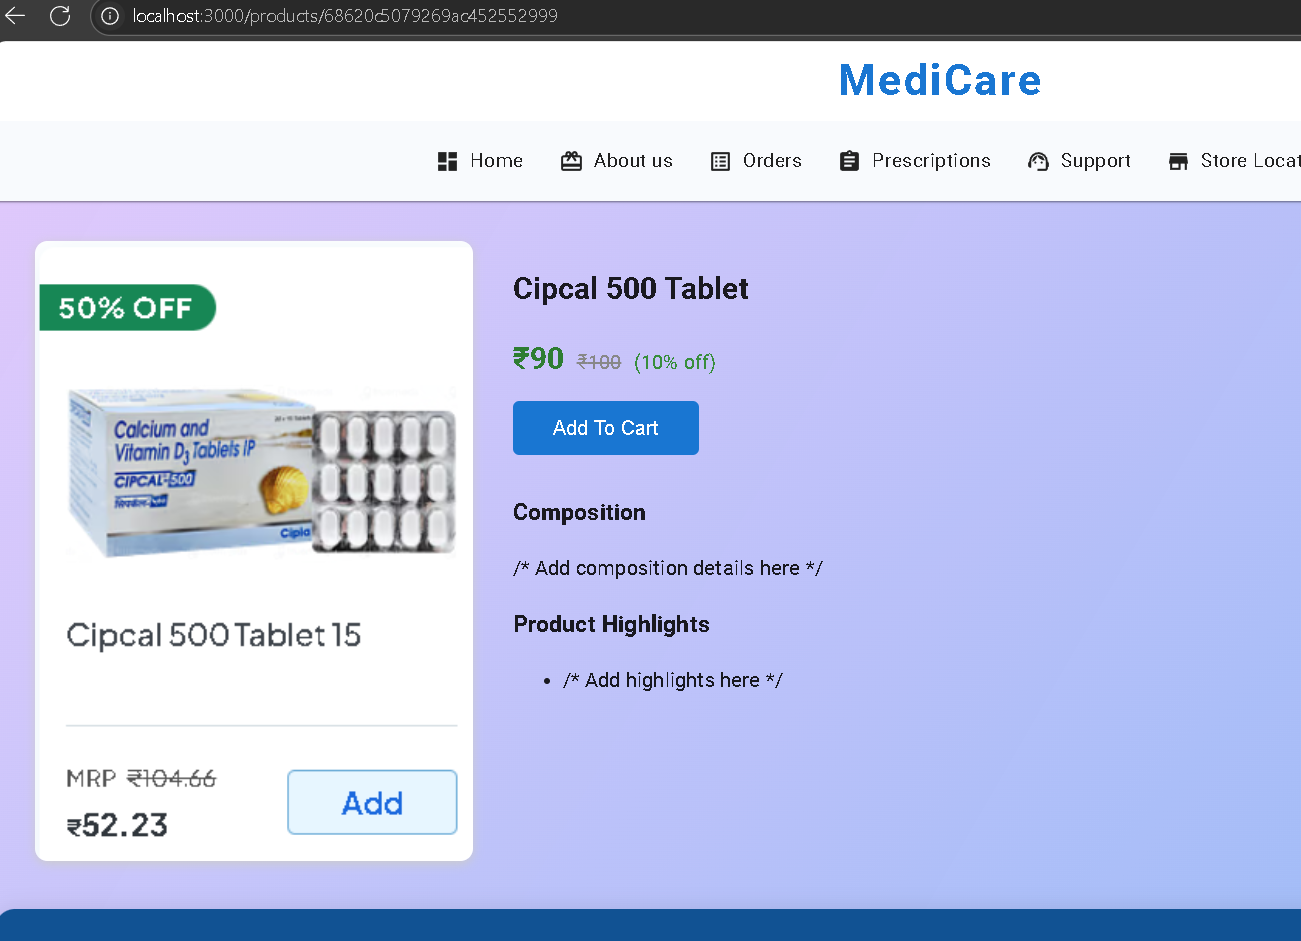 localhost:3000/products/68620c5079269ac452552999
MediCare
Home About us Orders Prescriptions Support Store Locat
50% OFF
Calcium and
Vitamin D3 Tablets IP
CIPCAL-500
Cipla
Cipcal 500 Tablet 15
MRP ₹104.66
₹52.23
Add
Cipcal 500 Tablet
₹90 ₹100 (10% off)
Add To Cart
Composition
/* Add composition details here */
Product Highlights
• /* Add highlights here */